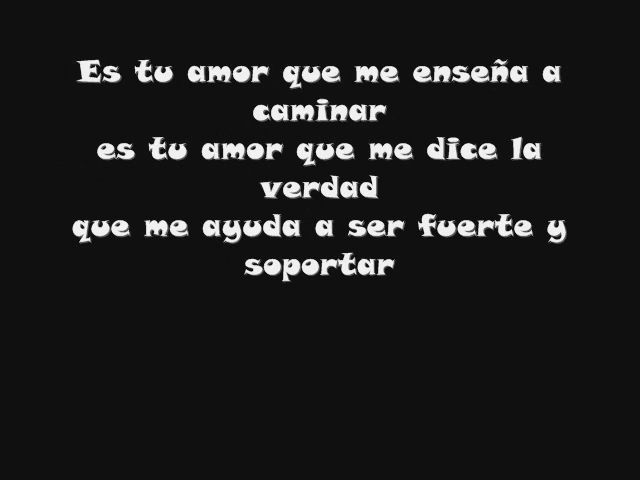 Es tu amor que me enseña a
caminar
es tu amor que me dice la
verdad
que me ayuda a ser fuerte y
soportar